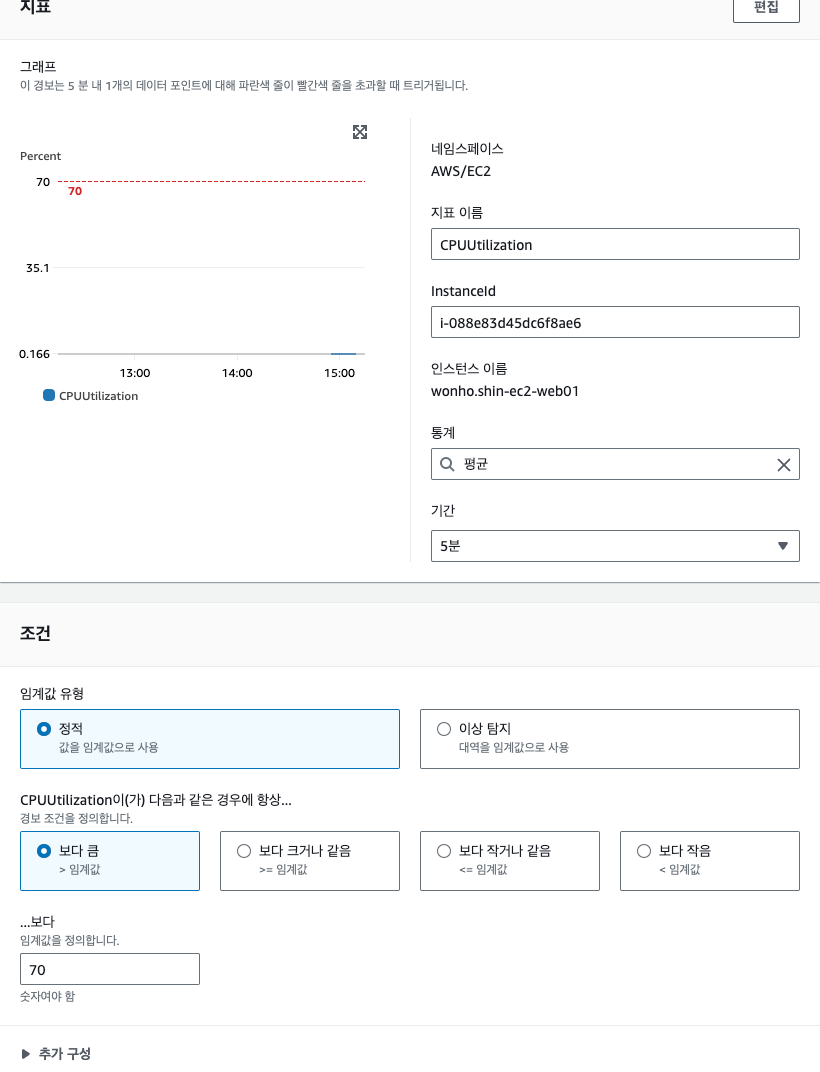 지표
편집
그래프
이 경보는 5 분 내 1개의 데이터 포인트에 대해 파란색 줄이 빨간색 줄을 초과할 때 트리거됩니다.
Percent
70
70
35.1
0.166
13:00 14:00 15:00
CPUUtilization
네임스페이스
AWS/EC2
지표 이름
CPUUtilization
InstanceId
i-088e83d45dc6f8ae6
인스턴스 이름
wonho.shin-ec2-web01
통계
평균
기간
5분
조건
임계값 유형
정적
값을 임계값으로 사용
이상 탐지
대역을 임계값으로 사용
CPUUtilization이(가) 다음과 같은 경우에 항상...
경보 조건을 정의합니다.
보다 큼
> 임계값
보다 크거나 같음
>= 임계값
보다 작거나 같음
<= 임계값
보다 작음
< 임계값
...보다
임계값을 정의합니다.
70
숫자여야 함
추가 구성